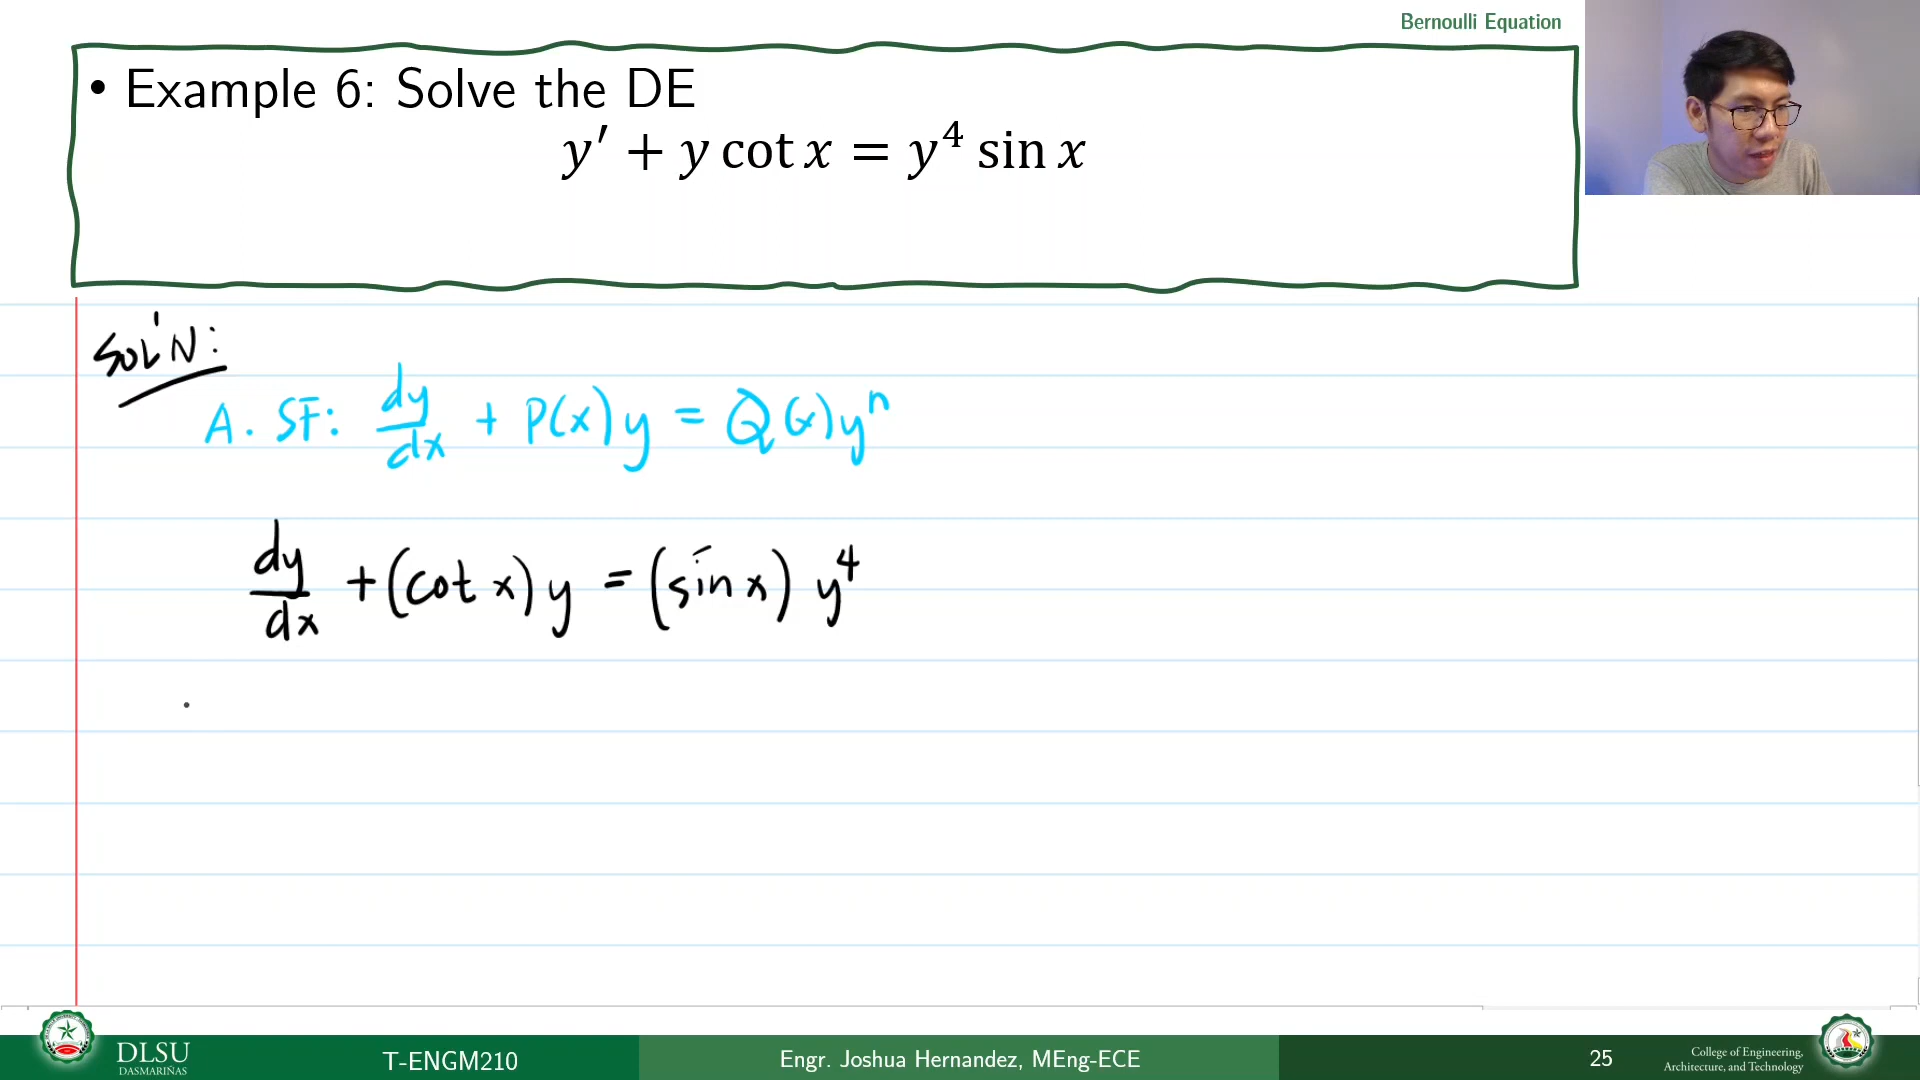 Bernoulli Equation
• Example 6: Solve the DE
y′ + y cot x = y⁴ sin x
SOL'N:
A. SF: dy/dx + P(x)y = Q(x)yⁿ
dy/dx + (cot x) y = (sin x) y⁴
DLSU
DASMARIÑAS
T-ENGM210
Engr. Joshua Hernandez, MEng-ECE
25
College of Engineering,
Architecture, and Technology